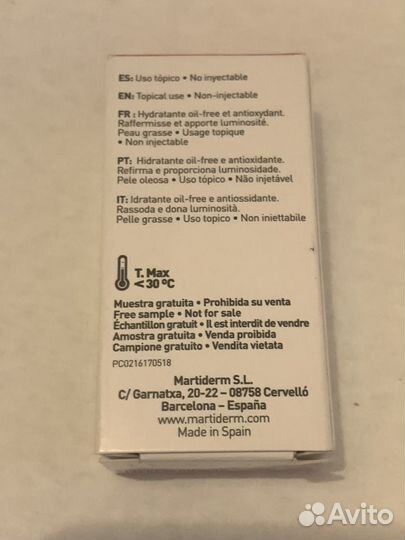 ES: Uso tópico • No inyectable
EN: Topical use • Non-injectable
FR : Hydratante oil-free et antioxydant.
Raffermisse et apporte luminosité.
Peau grasse • Usage topique
• Non injectable
PT: Hidratante oil-free e antioxidante.
Refirma e proporciona luminosidade.
Pele oleosa • Uso tópico • Não injetável
IT: Idratante oil-free e antiossidante.
Rassoda e dona luminosità.
Pelle grassa • Uso topico • Non iniettabile
T. Max
< 30 ºC
Muestra gratuita • Prohibida su venta
Free sample • Not for sale
Échantillon gratuit • Il est interdit de vendre
Amostra gratuita • Venda proibida
Campione gratuito • Vendita vietata
PC0216170518
Martiderm S.L.
C/ Garnatxa, 20-22 – 08758 Cervelló
Barcelona – España
www.martiderm.com
Made in Spain
Avito